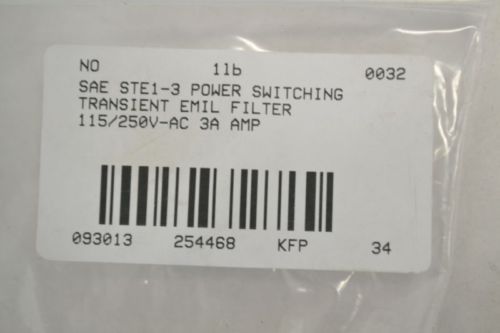 NO 1lb 0032
SAE STE1-3 POWER SWITCHING
TRANSIENT EMIL FILTER
115/250V-AC 3A AMP
093013 254468 KFP 34